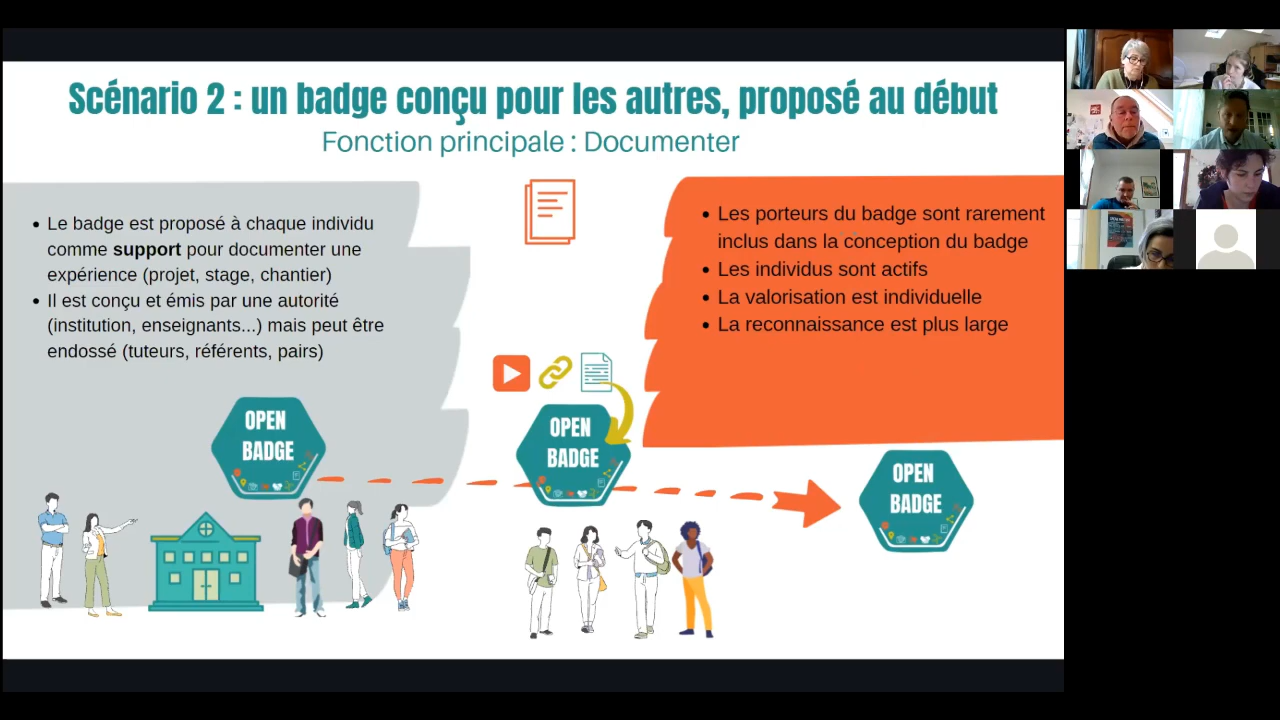 Scénario 2 : un badge conçu pour les autres, proposé au début
Fonction principale : Documenter
• Le badge est proposé à chaque individu
comme support pour documenter une
expérience (projet, stage, chantier)
• Il est conçu et émis par une autorité
(institution, enseignants...) mais peut être
endossé (tuteurs, référents, pairs)
• Les porteurs du badge sont rarement
inclus dans la conception du badge
• Les individus sont actifs
• La valorisation est individuelle
• La reconnaissance est plus large
OPEN
BADGE
OPEN
BADGE
OPEN
BADGE